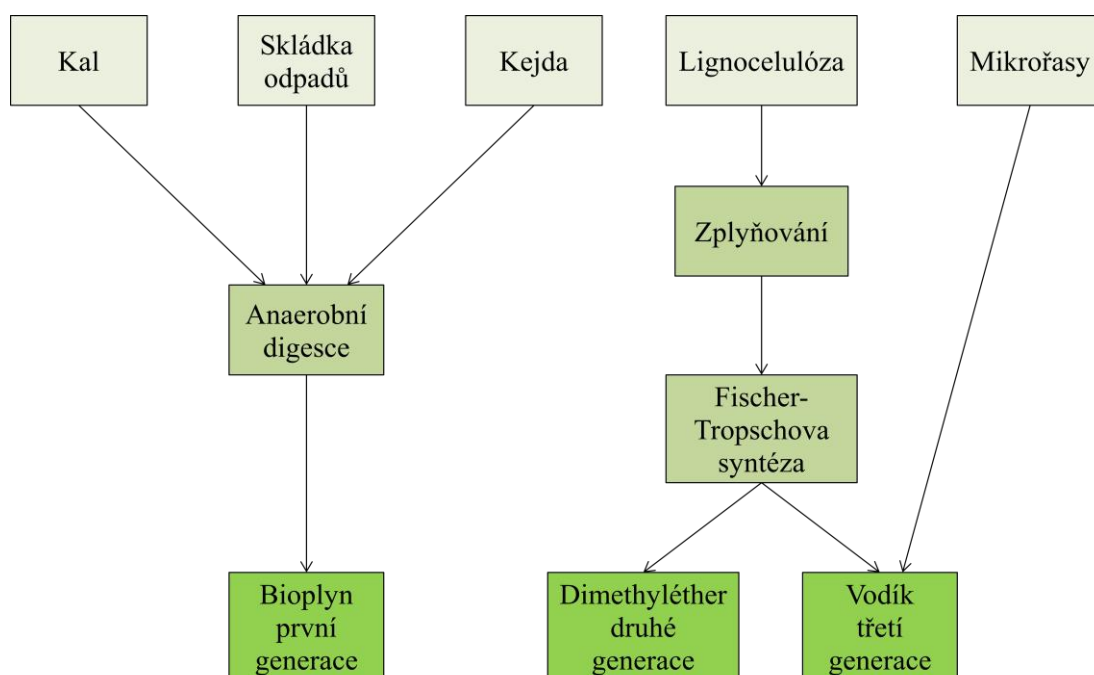 Kal
Skládka
odpadů
Kejda
Lignocelulóza
Mikrořasy
Zplyňování
Anaerobní
digesce
Fischer-
Tropschova
syntéza
Bioplyn
první
generace
Dimethyléther
druhé
generace
Vodík
třetí
generace